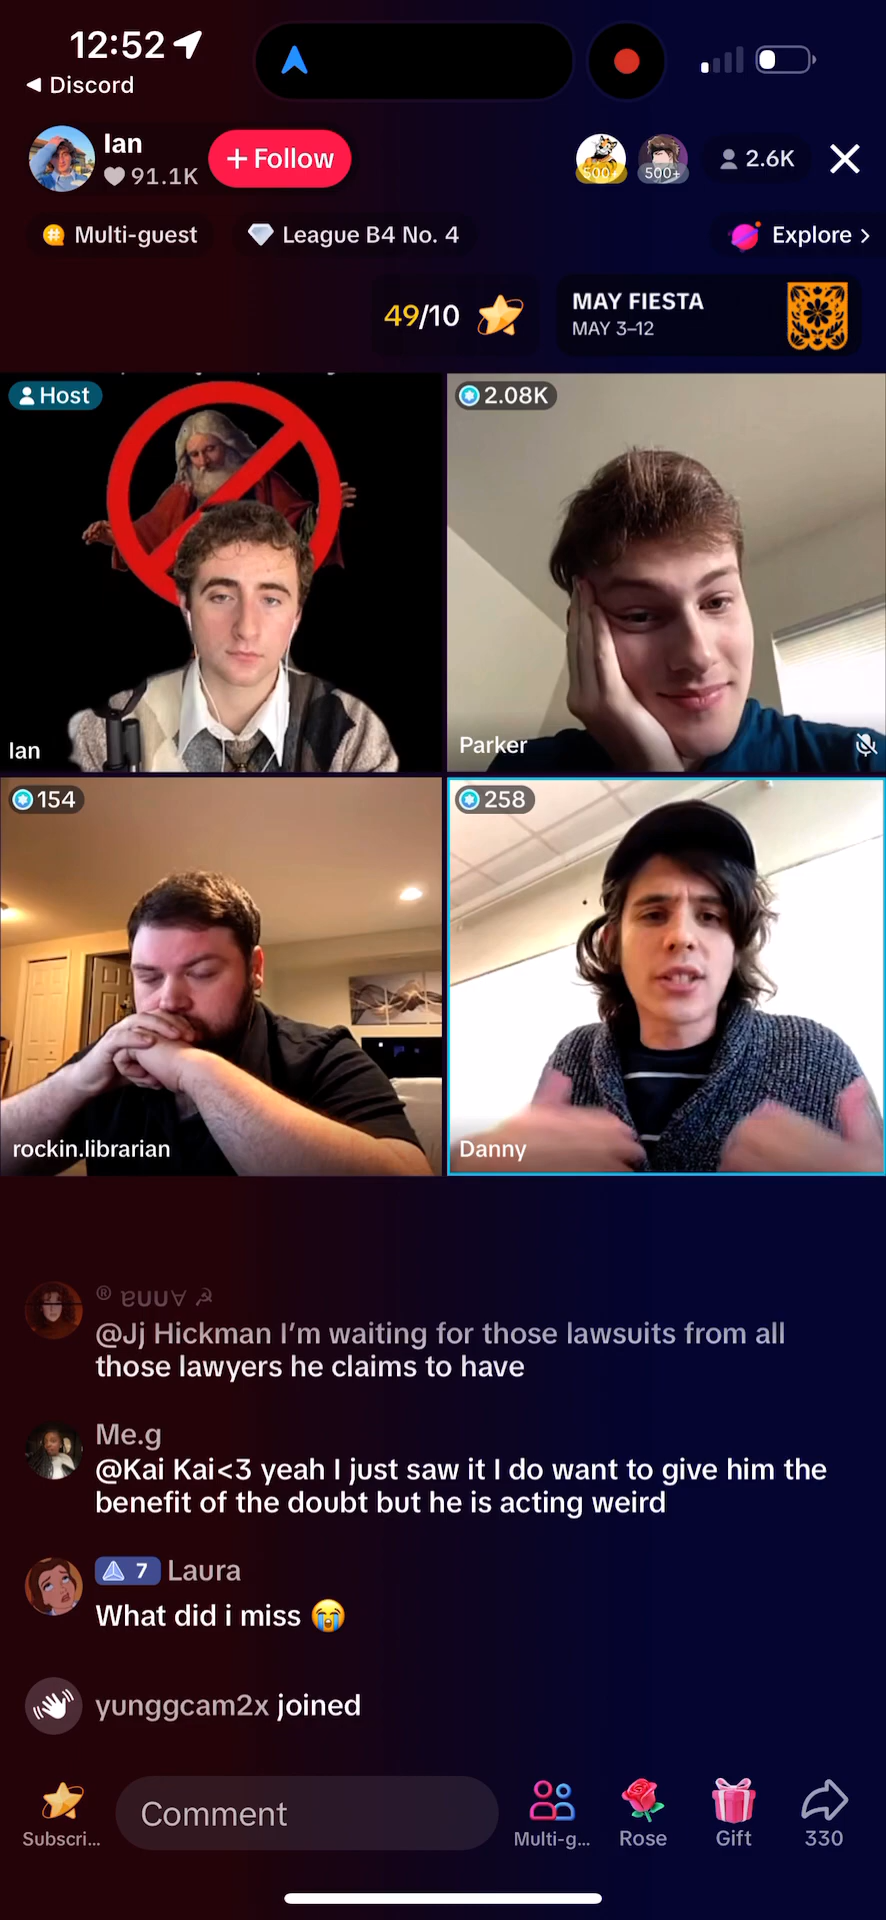 12:52
◀ Discord
Ian
91.1K
+ Follow
500+
500+
2.6K
Multi-guest
League B4 No. 4
Explore >
49/10
MAY FIESTA
MAY 3–12
Host
2.08K
Ian
Parker
154
258
rockin.librarian
Danny
@Jj Hickman I’m waiting for those lawsuits from all
those lawyers he claims to have
Me.g
@Kai Kai<3 yeah I just saw it I do want to give him the
benefit of the doubt but he is acting weird
7 Laura
What did i miss 😭
yunggcam2x joined
Subscri...
Comment
Multi-g...
Rose
Gift
330